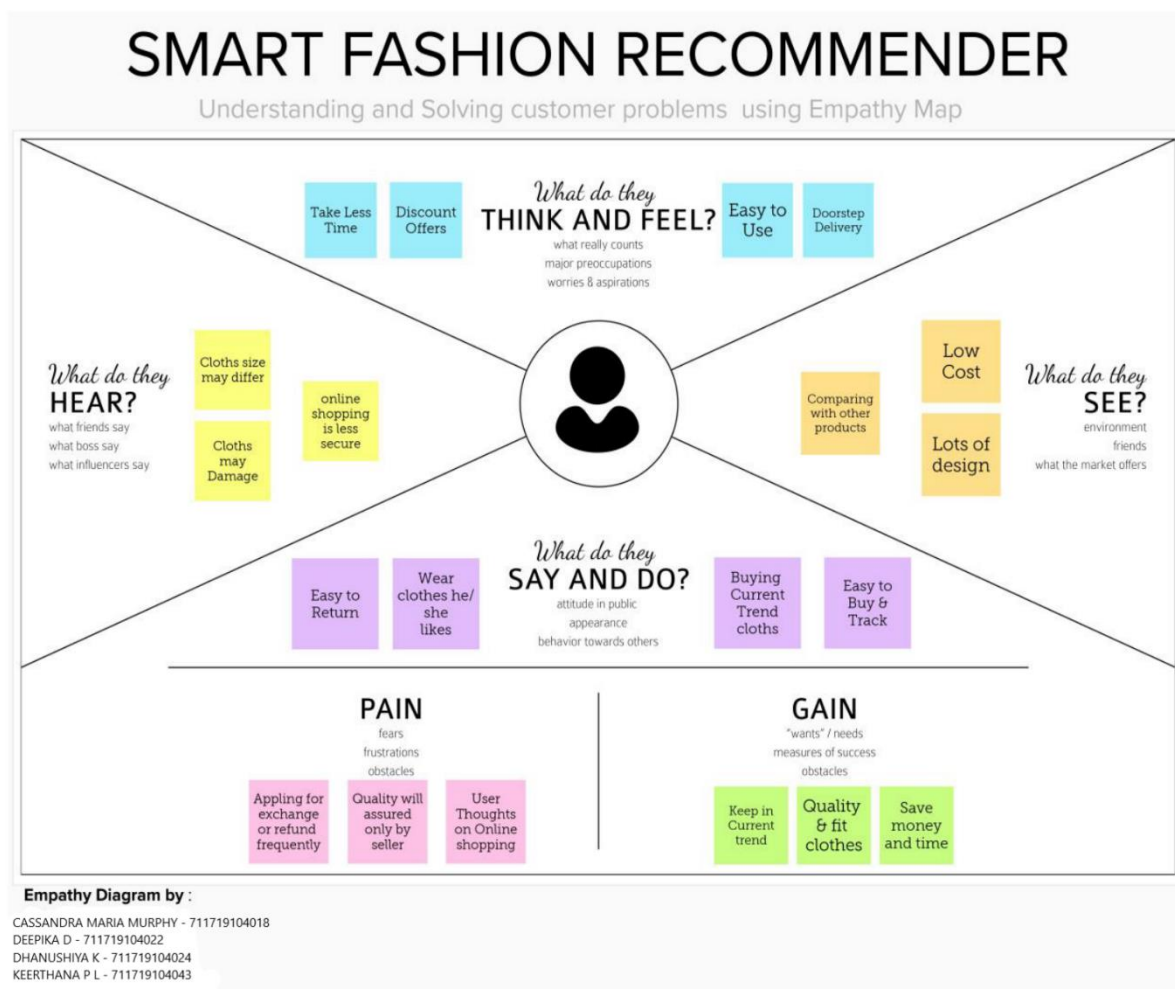 SMART FASHION RECOMMENDER
Understanding and Solving customer problems using Empathy Map
What do they
THINK AND FEEL?
what really counts
major preoccupations
worries & aspirations
Take Less
Time
Discount
Offers
Easy to
Use
Doorstep
Delivery
What do they
HEAR?
what friends say
what boss say
what influencers say
Cloths size
may differ
Cloths
may
Damage
online
shopping
is less
secure
Comparing
with other
products
Low
Cost
Lots of
design
What do they
SEE?
environment
friends
what the market offers
What do they
SAY AND DO?
attitude in public
appearance
behavior towards others
Easy to
Return
Wear
clothes he/
she
likes
Buying
Current
Trend
cloths
Easy to
Buy &
Track
PAIN
fears
frustrations
obstacles
Appling for
exchange
or refund
frequently
Quality will
assured
only by
seller
User
Thoughts
on Online
shopping
GAIN
"wants" / needs
measures of success
obstacles
Keep in
Current
trend
Quality
& fit
clothes
Save
money
and time
Empathy Diagram by :
CASSANDRA MARIA MURPHY - 711719104018
DEEPIKA D - 711719104022
DHANUSHIYA K - 711719104024
KEERTHANA P L - 711719104043